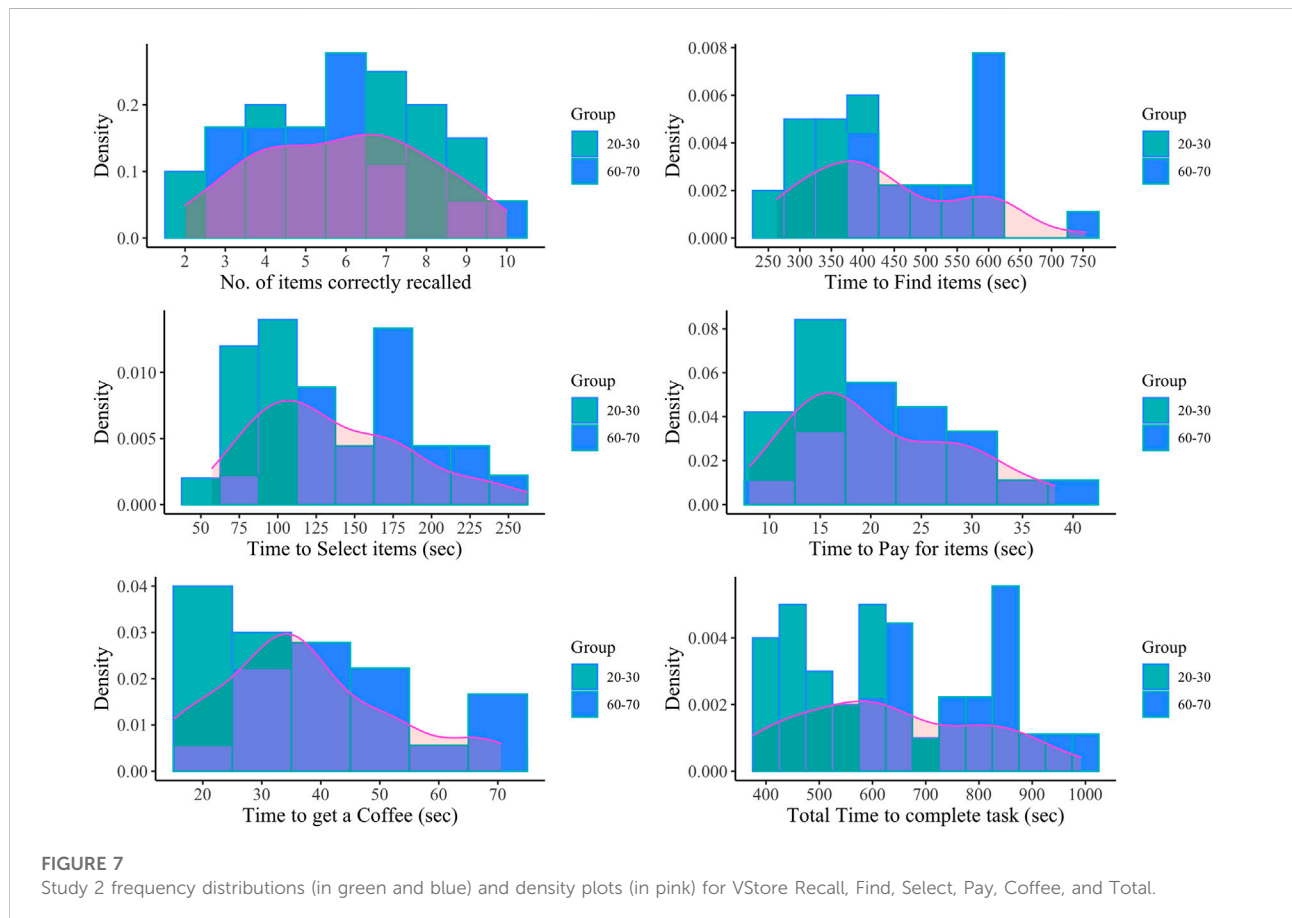 Density
0.2
0.1
0.0
2 3 4 5 6 7 8 9 10
No. of items correctly recalled
Group
20-30
60-70
Density
0.008
0.006
0.004
0.002
0.000
250 300 350 400 450 500 550 600 650 700 750
Time to Find items (sec)
Group
20-30
60-70
Density
0.010
0.005
0.000
50 75 100 125 150 175 200 225 250
Time to Select items (sec)
Group
20-30
60-70
Density
0.08
0.06
0.04
0.02
0.00
10 15 20 25 30 35 40
Time to Pay for items (sec)
Group
20-30
60-70
Density
0.04
0.03
0.02
0.01
0.00
20 30 40 50 60 70
Time to get a Coffee (sec)
Group
20-30
60-70
Density
0.004
0.002
0.000
400 500 600 700 800 900 1000
Total Time to complete task (sec)
Group
20-30
60-70
FIGURE 7
Study 2 frequency distributions (in green and blue) and density plots (in pink) for VStore Recall, Find, Select, Pay, Coffee, and Total.